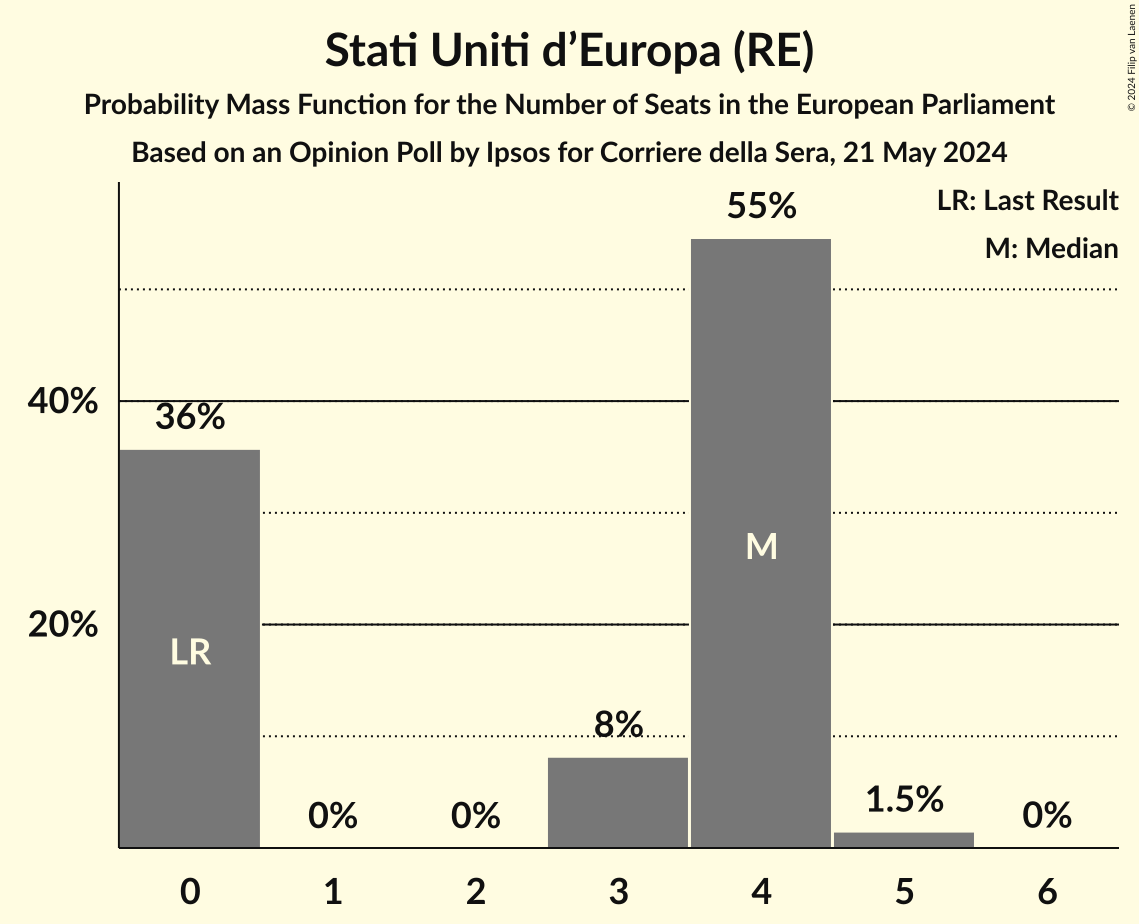 Stati Uniti d’Europa (RE)
Probability Mass Function for the Number of Seats in the European Parliament
Based on an Opinion Poll by Ipsos for Corriere della Sera, 21 May 2024
© 2024 Filip van Laenen
LR: Last Result
M: Median
55%
40%
36%
M
20%
LR
8%
1.5%
0%
0%
0%
0 1 2 3 4 5 6